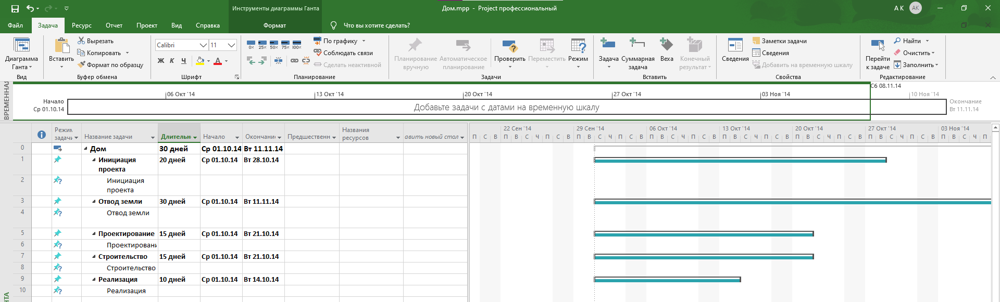 Инструменты диаграммы Ганта
Дом.mpp - Project профессиональный
A K
AK
Файл Задача Ресурс Отчет Проект Вид Справка Формат Что вы хотите сделать?
Диаграмма Ганта
Вид
Вставить
Вырезать
Копировать
Формат по образцу
Буфер обмена
Calibri 11
Ж К Ч А
Шрифт
0% 25% 50% 75% 100%
По графику
Соблюдать связи
Сделать неактивной
Планирование
Планирование вручную
Автоматическое планирование
Проверить
Переместить
Режим
Задачи
Задача
Суммарная задача
Веха
Конечный результат
Вставить
Сведения
Заметки задачи
Сведения
Добавить на временную шкалу
Свойства
Перейти к задаче
Найти
Очистить
Заполнить
Редактирование
Сб 08.11.14
06 Окт '14 13 Окт '14 20 Окт '14 27 Окт '14 03 Ноя '14 10 Ноя '14
Начало
Ср 01.10.14
Добавьте задачи с датами на временную шкалу
Окончание
Вт 11.11.14
22 Сен '14 29 Сен '14 06 Окт '14 13 Окт '14 20 Окт '14 27 Окт '14 03 Ноя '14
П С В П В С Ч П С В П В С Ч П С В П В С Ч П С В П В С Ч П С В П В С Ч П С В П В С Ч П С В П В С Ч П
Название задачи Начало
Названия ресурсов
авить новый стол
0 Дом 30 дней Ср 01.10.14 Вт 11.11.14
1 Инициация проекта 20 дней Ср 01.10.14 Вт 28.10.14
2 Инициация проекта
3 Отвод земли 30 дней Ср 01.10.14 Вт 11.11.14
4 Отвод земли
5 Проектирование 15 дней Ср 01.10.14 Вт 21.10.14
6 Проектировани
7 Строительство 15 дней Ср 01.10.14 Вт 21.10.14
8 Строительство
9 Реализация 10 дней Ср 01.10.14 Вт 14.10.14
10 Реализация